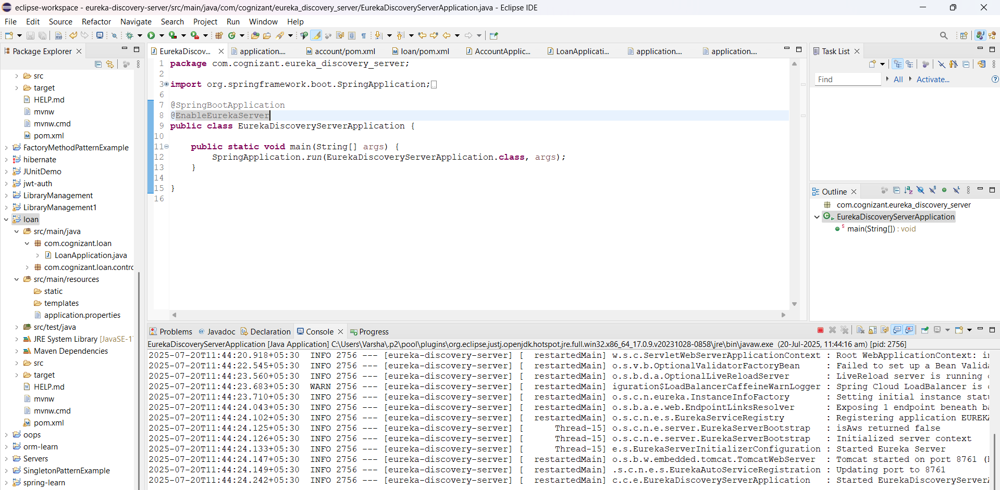 eclipse-workspace - eureka-discovery-server/src/main/java/com/cognizant/eureka_discovery_server/EurekaDiscoveryServerApplication.java - Eclipse IDE
File Edit Source Refactor Navigate Search Project Run Window Help
Package Explorer
src
target
HELP.md
mvnw
mvnw.cmd
pom.xml
FactoryMethodPatternExample
hibernate
JUnitDemo
jwt-auth
LibraryManagement
LibraryManagement1
loan
src/main/java
com.cognizant.loan
LoanApplication.java
com.cognizant.loan.contrc
src/main/resources
static
templates
application.properties
src/test/java
JRE System Library [JavaSE-1
Maven Dependencies
src
target
HELP.md
mvnw
mvnw.cmd
pom.xml
oops
orm-learn
Servers
SingletonPatternExample
spring-learn
EurekaDiscov... application.... account/pom.xml loan/pom.xml AccountApplic... LoanApplicati... application.... application....
1 package com.cognizant.eureka_discovery_server;
2
3 import org.springframework.boot.SpringApplication;
6
7 @SpringBootApplication
8 @EnableEurekaServer
9 public class EurekaDiscoveryServerApplication {
10
11 public static void main(String[] args) {
12 SpringApplication.run(EurekaDiscoveryServerApplication.class, args);
13 }
14
15 }
16
Task List
Find All Activate...
Outline
com.cognizant.eureka_discovery_server
EurekaDiscoveryServerApplication
main(String[]) : void
Problems Javadoc Declaration Console Progress
EurekaDiscoveryServerApplication [Java Application] C:\Users\Varsha\.p2\pool\plugins\org.eclipse.justj.openjdk.hotspot.jre.full.win32.x86_64_17.0.9.v20231028-0858\jre\bin\javaw.exe (20-Jul-2025, 11:44:16 am) [pid: 2756]
2025-07-20T11:44:20.918+05:30 INFO 2756 --- [eureka-discovery-server] [ restartedMain] w.s.c.ServletWebServerApplicationContext : Root WebApplicationContext:
2025-07-20T11:44:22.545+05:30 INFO 2756 --- [eureka-discovery-server] [ restartedMain] o.s.v.b.OptionalValidatorFactoryBean : Failed to set up a Bean Valid
2025-07-20T11:44:23.560+05:30 INFO 2756 --- [eureka-discovery-server] [ restartedMain] o.s.b.d.a.OptionalLiveReloadServer : LiveReload server is running
2025-07-20T11:44:23.683+05:30 WARN 2756 --- [eureka-discovery-server] [ restartedMain] iguration$LoadBalancerCaffeineWarnLogger : Spring Cloud LoadBalancer is
2025-07-20T11:44:23.710+05:30 INFO 2756 --- [eureka-discovery-server] [ restartedMain] o.s.c.n.eureka.InstanceInfoFactory : Setting initial instance stat
2025-07-20T11:44:24.043+05:30 INFO 2756 --- [eureka-discovery-server] [ restartedMain] o.s.b.a.e.web.EndpointLinksResolver : Exposing 1 endpoint beneath ba
2025-07-20T11:44:24.102+05:30 INFO 2756 --- [eureka-discovery-server] [ restartedMain] o.s.c.n.e.s.EurekaServiceRegistry : Registering application EUREK
2025-07-20T11:44:24.125+05:30 INFO 2756 --- [eureka-discovery-server] [ Thread-15] o.s.c.n.e.server.EurekaServerBootstrap : isAws returned false
2025-07-20T11:44:24.126+05:30 INFO 2756 --- [eureka-discovery-server] [ Thread-15] o.s.c.n.e.server.EurekaServerBootstrap : Initialized server context
2025-07-20T11:44:24.133+05:30 INFO 2756 --- [eureka-discovery-server] [ Thread-15] e.s.EurekaServerInitializerConfiguration : Started Eureka Server
2025-07-20T11:44:24.147+05:30 INFO 2756 --- [eureka-discovery-server] [ restartedMain] o.s.b.w.embedded.tomcat.TomcatWebServer : Tomcat started on port 8761 (
2025-07-20T11:44:24.149+05:30 INFO 2756 --- [eureka-discovery-server] [ restartedMain] .s.c.n.e.s.EurekaAutoServiceRegistration : Updating port to 8761
2025-07-20T11:44:24.242+05:30 INFO 2756 --- [eureka-discovery-server] [ restartedMain] c.c.e.EurekaDiscoveryServerApplication : Started EurekaDiscoveryServer